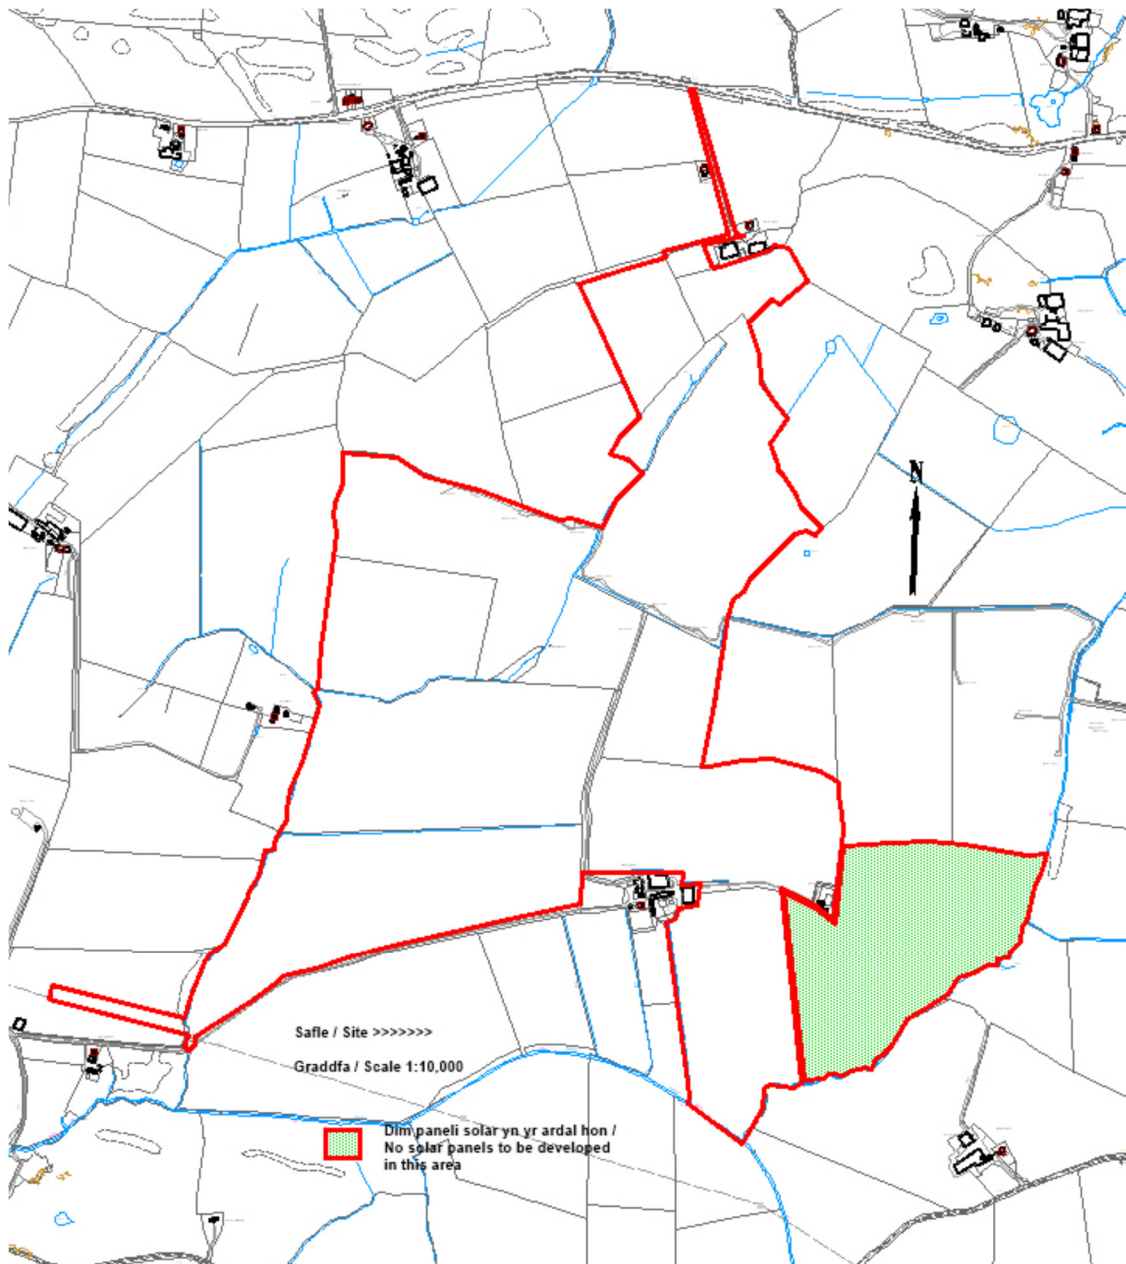 N
Safle / Site >>>>>>>
Graddfa / Scale 1:10,000
Dim paneli solar yn yr ardal hon /
No solar panels to be developed
in this area